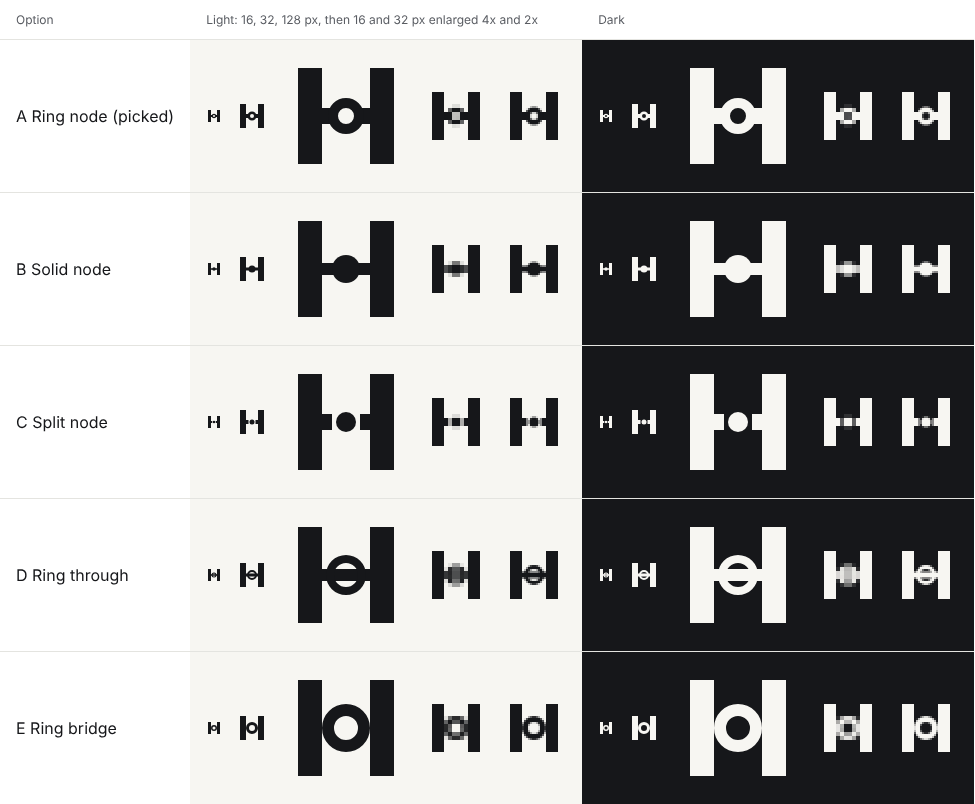 Option Light: 16, 32, 128 px, then 16 and 32 px enlarged 4x and 2x Dark
A Ring node (picked)
B Solid node
C Split node
D Ring through
E Ring bridge